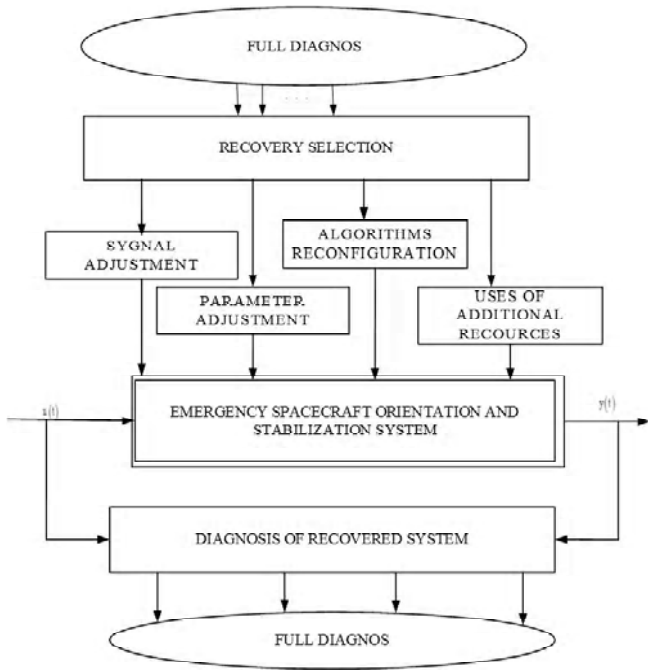 FULL DIAGNOS
. . .
RECOVERY SELECTION
SYGNAL
ADJUSTMENT
ALGORITHMS
RECONFIGURATION
PARAMETER
ADJUSTMENT
USES OF
ADDITIONAL
RECOURCES
EMERGENCY SPACECRAFT ORIENTATION AND
STABILIZATION SYSTEM
y(t)
DIAGNOSIS OF RECOVERED SYSTEM
FULL DIAGNOS